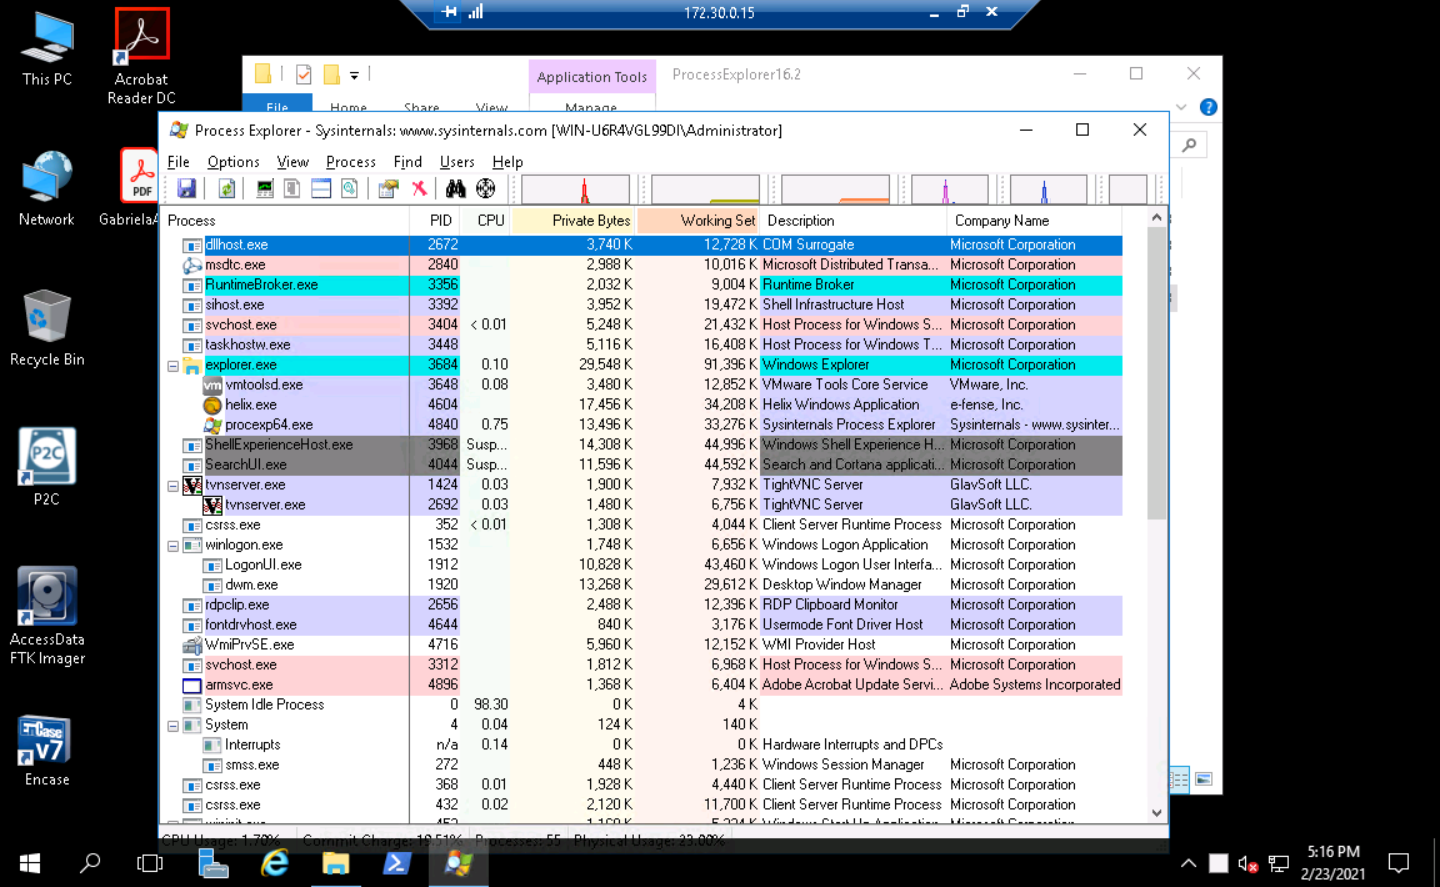 172.30.0.15
This PC
Acrobat
Reader DC
Network
PDF
GabrielaA
Recycle Bin
P2C
P2C
AccessData
FTK Imager
EnCase
v7
Encase
Application Tools
ProcessExplorer16.2
File Home Share View Manage
Process Explorer - Sysinternals: www.sysinternals.com [WIN-U6R4VGL99DI\Administrator]
File Options View Process Find Users Help
Process PID CPU Private Bytes Working Set Description Company Name
dllhost.exe 2672 3,740 K 12,728 K COM Surrogate Microsoft Corporation
msdtc.exe 2840 2,988 K 10,016 K Microsoft Distributed Transa... Microsoft Corporation
RuntimeBroker.exe 3356 2,032 K 9,004 K Runtime Broker Microsoft Corporation
sihost.exe 3392 3,952 K 19,472 K Shell Infrastructure Host Microsoft Corporation
svchost.exe 3404 < 0.01 5,248 K 21,432 K Host Process for Windows S... Microsoft Corporation
taskhostw.exe 3448 5,116 K 16,408 K Host Process for Windows T... Microsoft Corporation
explorer.exe 3684 0.10 29,548 K 91,396 K Windows Explorer Microsoft Corporation
vm vmtoolsd.exe 3648 0.08 3,480 K 12,852 K VMware Tools Core Service VMware, Inc.
helix.exe 4604 17,456 K 34,208 K Helix Windows Application e-fense, Inc.
procexp64.exe 4840 0.75 13,496 K 33,276 K Sysinternals Process Explorer Sysinternals - www.sysinter...
ShellExperienceHost.exe 3968 Susp... 14,308 K 44,996 K Windows Shell Experience H... Microsoft Corporation
SearchUI.exe 4044 Susp... 11,596 K 44,592 K Search and Cortana applicati... Microsoft Corporation
tvnserver.exe 1424 0.03 1,900 K 7,932 K TightVNC Server GlavSoft LLC.
tvnserver.exe 2692 0.03 1,480 K 6,756 K TightVNC Server GlavSoft LLC.
csrss.exe 352 < 0.01 1,308 K 4,044 K Client Server Runtime Process Microsoft Corporation
winlogon.exe 1532 1,748 K 6,656 K Windows Logon Application Microsoft Corporation
LogonUI.exe 1912 10,828 K 43,460 K Windows Logon User Interfa... Microsoft Corporation
dwm.exe 1920 13,268 K 29,612 K Desktop Window Manager Microsoft Corporation
rdpclip.exe 2656 2,488 K 12,396 K RDP Clipboard Monitor Microsoft Corporation
fontdrvhost.exe 4644 840 K 3,176 K Usermode Font Driver Host Microsoft Corporation
WmiPrvSE.exe 4716 5,960 K 12,152 K WMI Provider Host Microsoft Corporation
svchost.exe 3312 1,812 K 6,968 K Host Process for Windows S... Microsoft Corporation
armsvc.exe 4896 1,368 K 6,404 K Adobe Acrobat Update Servi... Adobe Systems Incorporated
System Idle Process 0 98.30 0 K 4 K
System 4 0.04 124 K 140 K
Interrupts n/a 0.14 0 K 0 K Hardware Interrupts and DPCs
smss.exe 272 448 K 1,236 K Windows Session Manager Microsoft Corporation
csrss.exe 368 0.01 1,928 K 4,440 K Client Server Runtime Process Microsoft Corporation
csrss.exe 432 0.02 2,120 K 11,700 K Client Server Runtime Process Microsoft Corporation
CPU Usage: 1.70% Commit Charge: 19.51% Processes: 55 Physical Usage: 23.00%
5:16 PM
2/23/2021